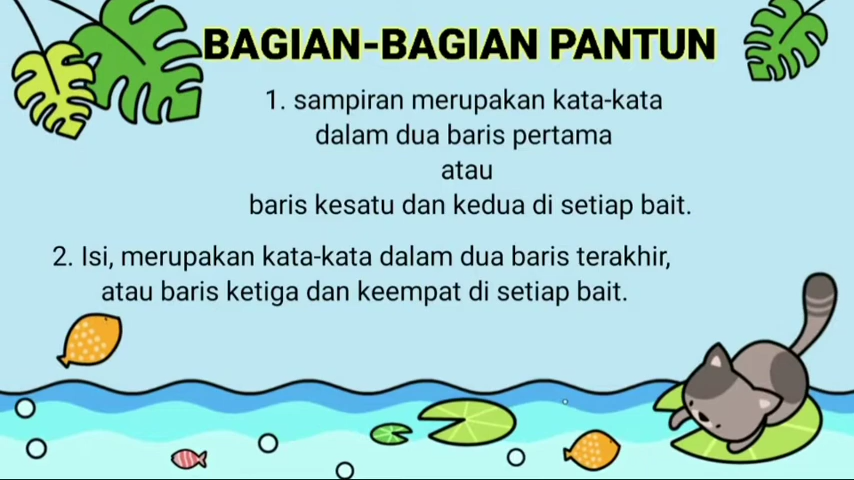 BAGIAN-BAGIAN PANTUN
1. sampiran merupakan kata-kata
dalam dua baris pertama
atau
baris kesatu dan kedua di setiap bait.
2. Isi, merupakan kata-kata dalam dua baris terakhir,
atau baris ketiga dan keempat di setiap bait.